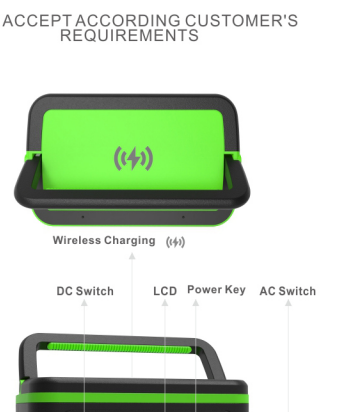 ACCEPT ACCORDING CUSTOMER'S
REQUIREMENTS
Wireless Charging
DC Switch LCD Power Key AC Switch